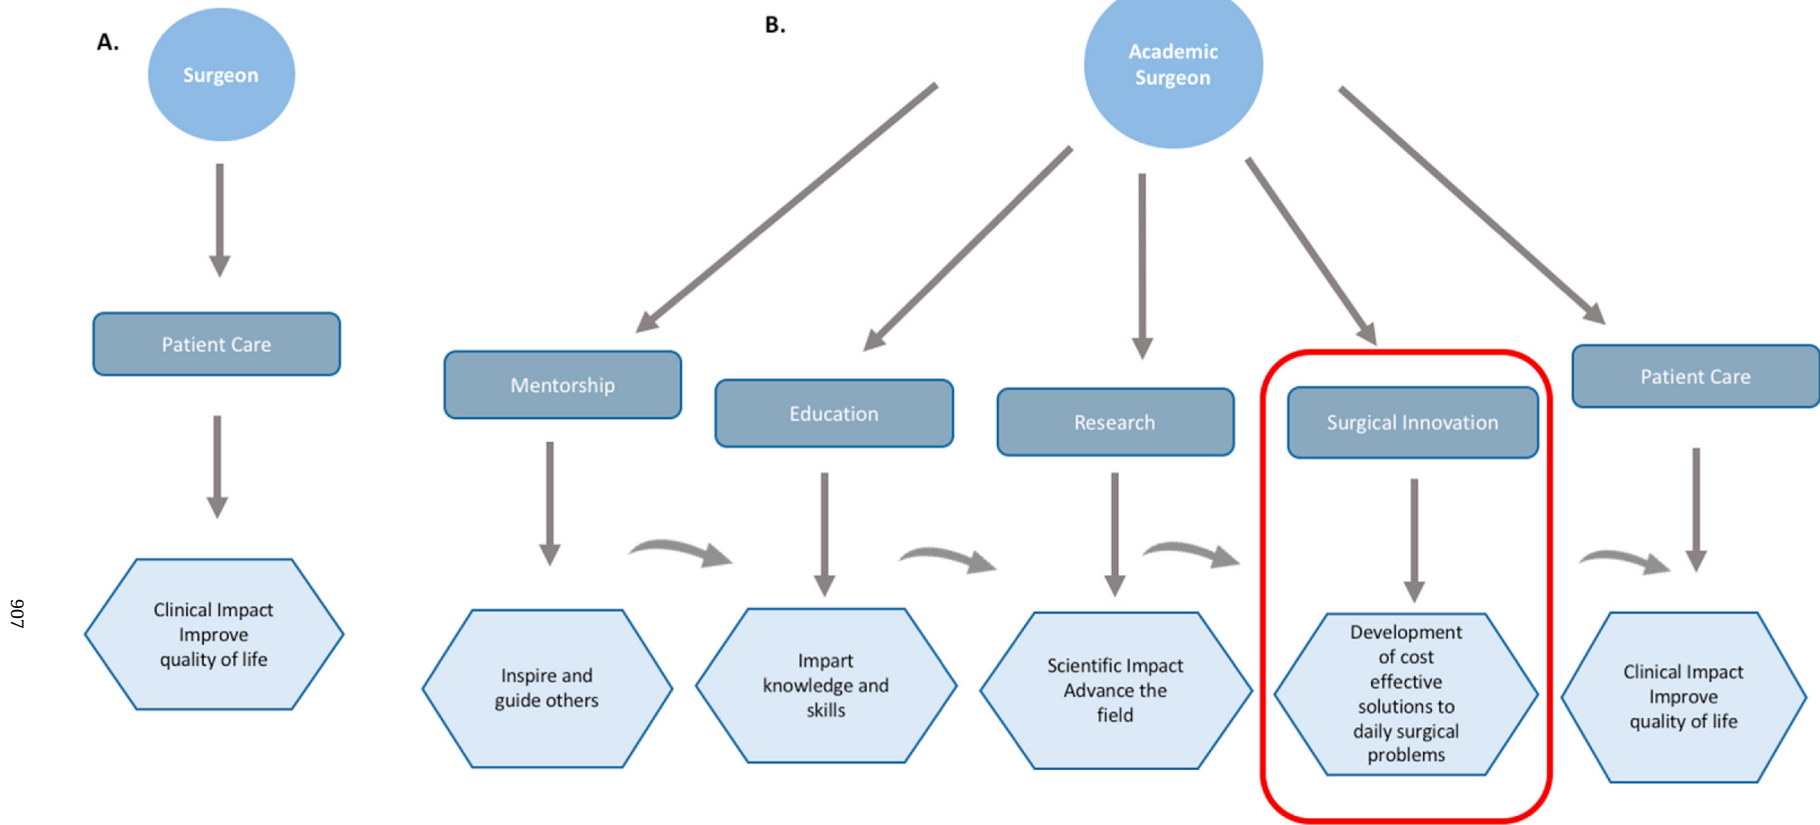 A.
Surgeon
Patient Care
Clinical Impact
Improve
quality of life
B.
Academic
Surgeon
Mentorship
Inspire and
guide others
Education
Impart
knowledge and
skills
Research
Scientific Impact
Advance the
field
Surgical Innovation
Development
of cost
effective
solutions to
daily surgical
problems
Patient Care
Clinical Impact
Improve
quality of life
907